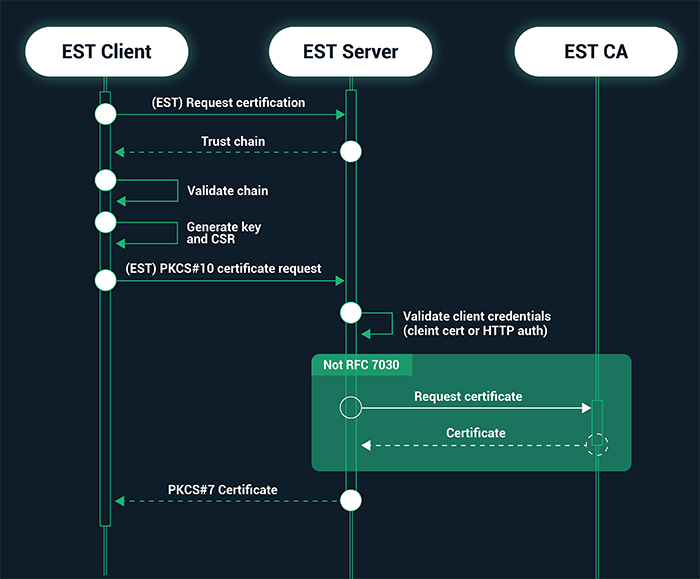 EST Client
EST Server
EST CA
(EST) Request certification
Trust chain
Validate chain
Generate key
and CSR
(EST) PKCS#10 certificate request
Validate client credentials
(cleint cert or HTTP auth)
Not RFC 7030
Request certificate
Certificate
PKCS#7 Certificate